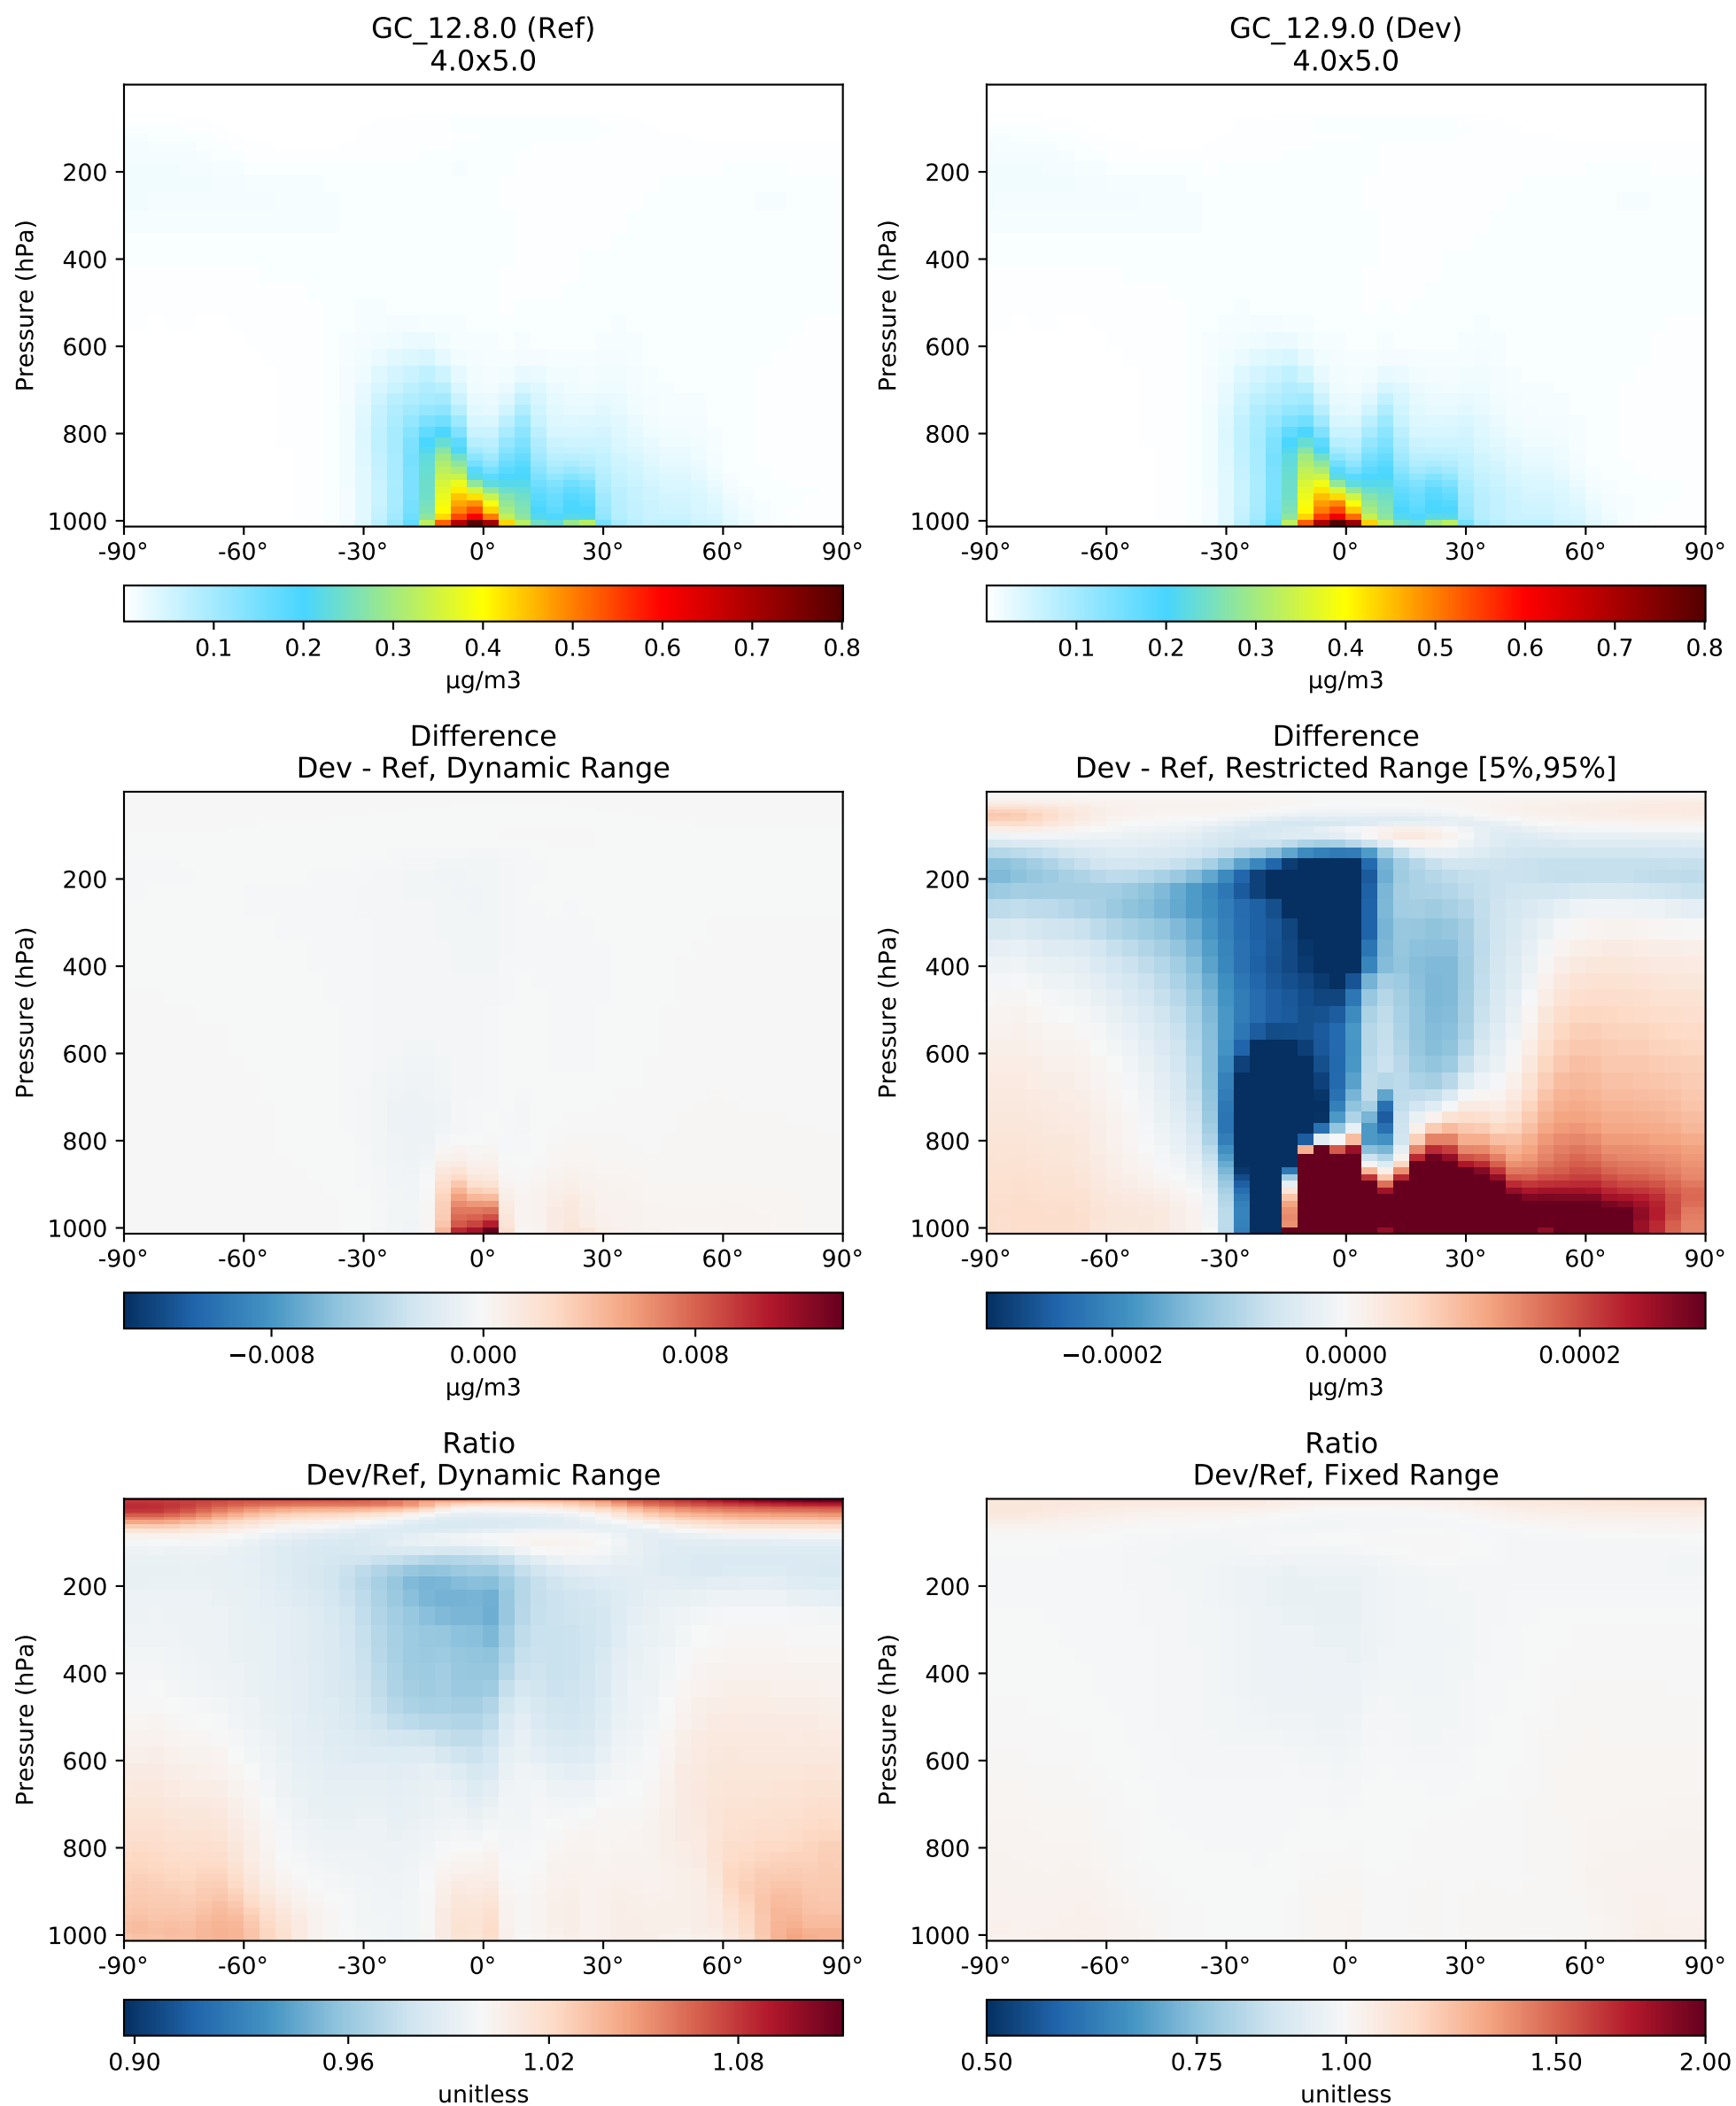 GC_12.8.0 (Ref)
4.0x5.0
Pressure (hPa)
200
400
600
800
1000
-90° -60° -30° 0° 30° 60° 90°
0.1 0.2 0.3 0.4 0.5 0.6 0.7 0.8
μg/m3
GC_12.9.0 (Dev)
4.0x5.0
Pressure (hPa)
200
400
600
800
1000
-90° -60° -30° 0° 30° 60° 90°
0.1 0.2 0.3 0.4 0.5 0.6 0.7 0.8
μg/m3
Difference
Dev - Ref, Dynamic Range
Pressure (hPa)
200
400
600
800
1000
-90° -60° -30° 0° 30° 60° 90°
−0.008 0.000 0.008
μg/m3
Difference
Dev - Ref, Restricted Range [5%,95%]
Pressure (hPa)
200
400
600
800
1000
-90° -60° -30° 0° 30° 60° 90°
−0.0002 0.0000 0.0002
μg/m3
Ratio
Dev/Ref, Dynamic Range
Pressure (hPa)
200
400
600
800
1000
-90° -60° -30° 0° 30° 60° 90°
0.90 0.96 1.02 1.08
unitless
Ratio
Dev/Ref, Fixed Range
Pressure (hPa)
200
400
600
800
1000
-90° -60° -30° 0° 30° 60° 90°
0.50 0.75 1.00 1.50 2.00
unitless